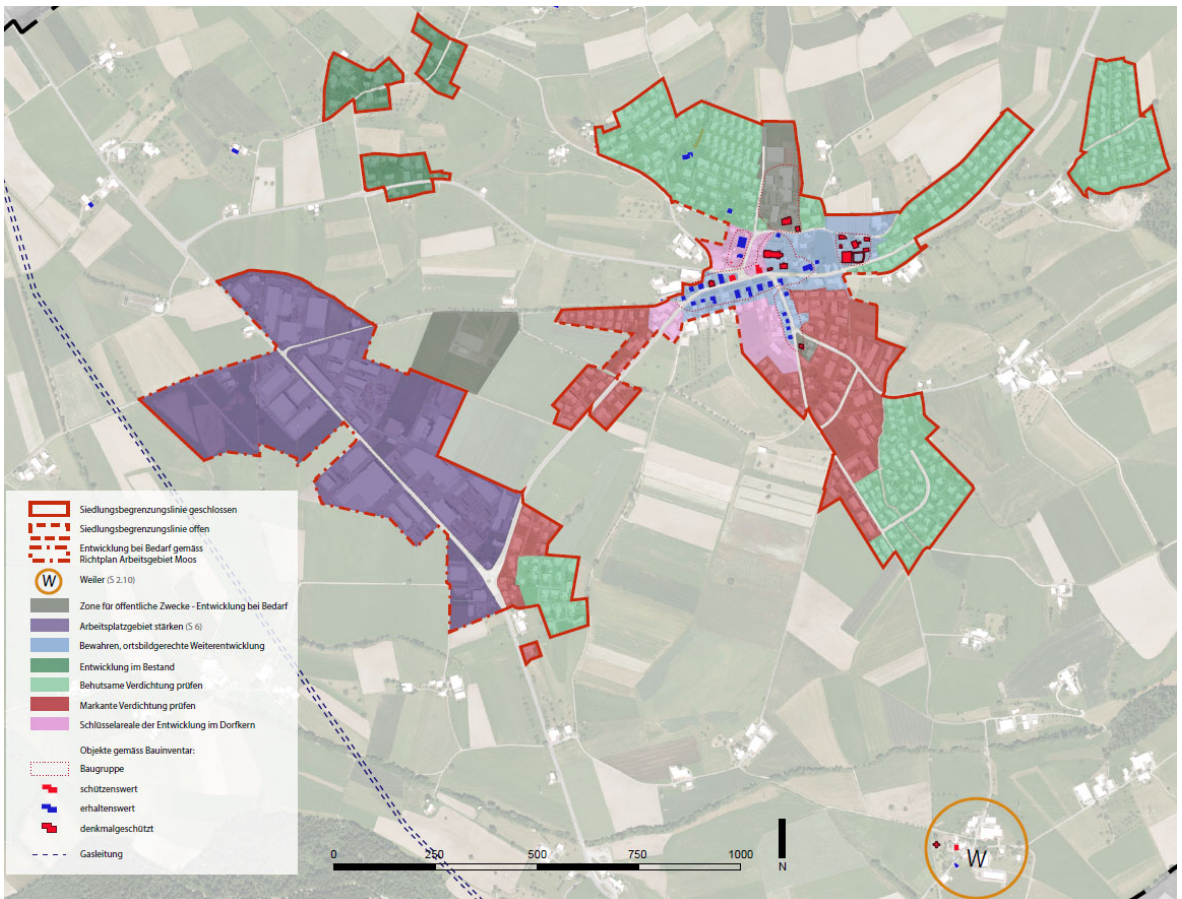 Siedlungsbegrenzungslinie geschlossen
Siedlungsbegrenzungslinie offen
Entwicklung bei Bedarf gemäss
Richtplan Arbeitsgebiet Moos
W Weiler (S 2.10)
Zone für öffentliche Zwecke - Entwicklung bei Bedarf
Arbeitsplatzgebiet stärken (S 6)
Bewahren, ortsbildgerechte Weiterentwicklung
Entwicklung im Bestand
Behutsame Verdichtung prüfen
Markante Verdichtung prüfen
Schlüsselareale der Entwicklung im Dorfkern
Objekte gemäss Bauinventar:
Baugruppe
schützenswert
erhaltenswert
denkmalgeschützt
Gasleitung
0 250 500 750 1000
N
W